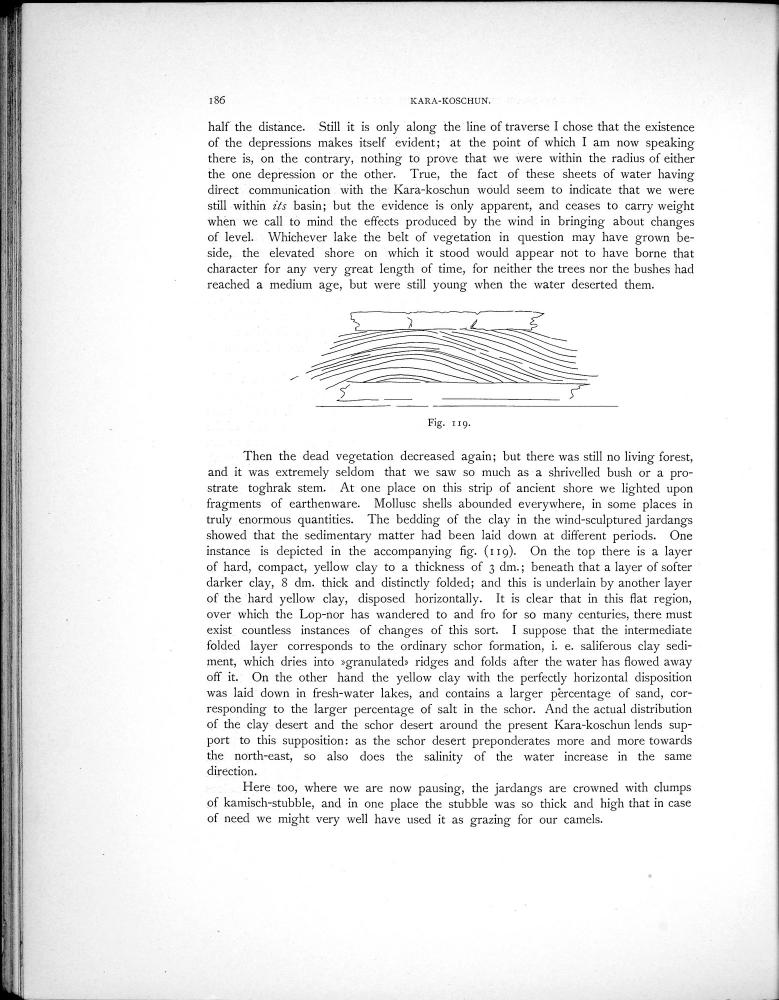 186
KARA-KOSCHUN.
half the distance. Still it is only along the line of traverse I chose that the existence
of the depressions makes itself evident; at the point of which I am now speaking
there is, on the contrary, nothing to prove that we were within the radius of either
the one depression or the other. True, the fact of these sheets of water having
direct communication with the Kara-koschun would seem to indicate that we were
still within its basin; but the evidence is only apparent, and ceases to carry weight
when we call to mind the effects produced by the wind in bringing about changes
of level. Whichever lake the belt of vegetation in question may have grown be-
side, the elevated shore on which it stood would appear not to have borne that
character for any very great length of time, for neither the trees nor the bushes had
reached a medium age, but were still young when the water deserted them.
Fig. 119.
Then the dead vegetation decreased again; but there was still no living forest,
and it was extremely seldom that we saw so much as a shrivelled bush or a pro-
strate toghrak stem. At one place on this strip of ancient shore we lighted upon
fragments of earthenware. Mollusc shells abounded everywhere, in some places in
truly enormous quantities. The bedding of the clay in the wind-sculptured jardangs
showed that the sedimentary matter had been laid down at different periods. One
instance is depicted in the accompanying fig. (119). On the top there is a layer
of hard, compact, yellow clay to a thickness of 3 dm.; beneath that a layer of softer
darker clay, 8 dm. thick and distinctly folded; and this is underlain by another layer
of the hard yellow clay, disposed horizontally. It is clear that in this flat region,
over which the Lop-nor has wandered to and fro for so many centuries, there must
exist countless instances of changes of this sort. I suppose that the intermediate
folded layer corresponds to the ordinary schor formation, i. e. saliferous clay sedi-
ment, which dries into »granulated» ridges and folds after the water has flowed away
off it. On the other hand the yellow clay with the perfectly horizontal disposition
was laid down in fresh-water lakes, and contains a larger percentage of sand, cor-
responding to the larger percentage of salt in the schor. And the actual distribution
of the clay desert and the schor desert around the present Kara-koschun lends sup-
port to this supposition: as the schor desert preponderates more and more towards
the north-east, so also does the salinity of the water increase in the same
direction.
Here too, where we are now pausing, the jardangs are crowned with clumps
of kamisch-stubble, and in one place the stubble was so thick and high that in case
of need we might very well have used it as grazing for our camels.